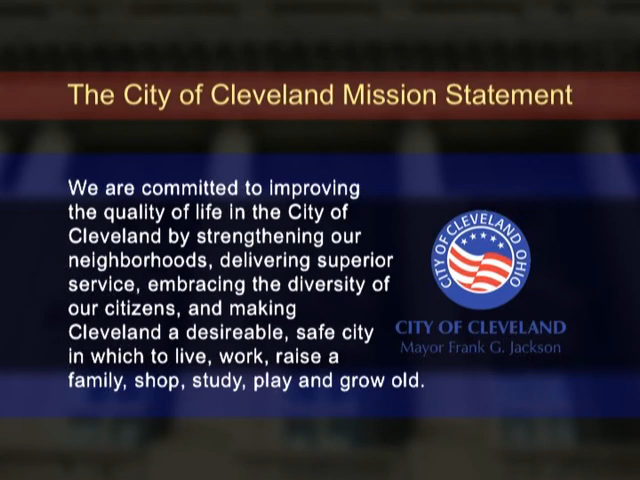 The City of Cleveland Mission Statement
We are committed to improving
the quality of life in the City of
Cleveland by strengthening our
neighborhoods, delivering superior
service, embracing the diversity of
our citizens, and making
Cleveland a desireable, safe city
in which to live, work, raise a
family, shop, study, play and grow old.
CITY OF CLEVELAND, OHIO
CITY OF CLEVELAND
Mayor Frank G. Jackson